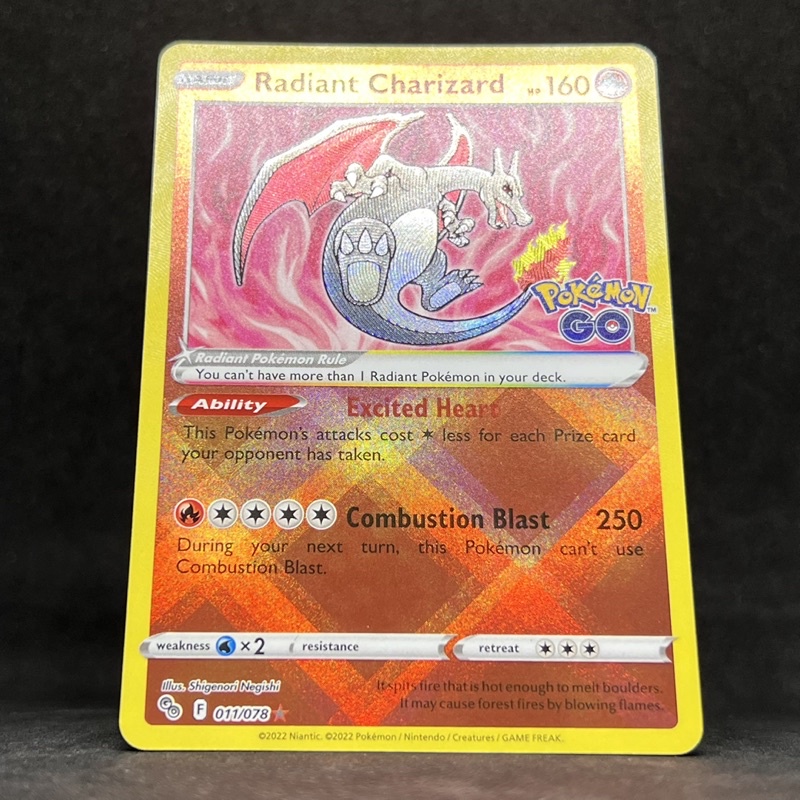 Radiant Charizard HP 160
POKÉMON
GO
TM
Radiant Pokémon Rule
You can't have more than 1 Radiant Pokémon in your deck.
Ability Excited Heart
This Pokémon's attacks cost less for each Prize card
your opponent has taken.
Combustion Blast 250
During your next turn, this Pokémon can't use
Combustion Blast.
weakness ×2 resistance retreat
Illus. Shigenori Negishi
It spits fire that is hot enough to melt boulders.
It may cause forest fires by blowing flames.
GO F 011/078
©2022 Niantic. ©2022 Pokémon / Nintendo / Creatures / GAME FREAK.